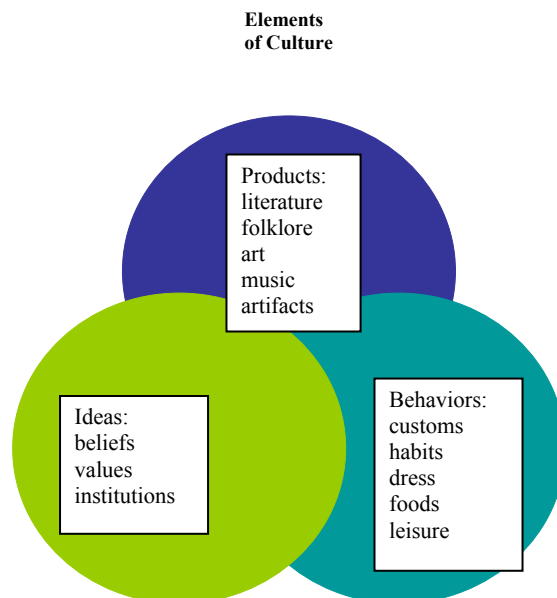 Elements
of Culture
Products:
literature
folklore
art
music
artifacts
Ideas:
beliefs
values
institutions
Behaviors:
customs
habits
dress
foods
leisure